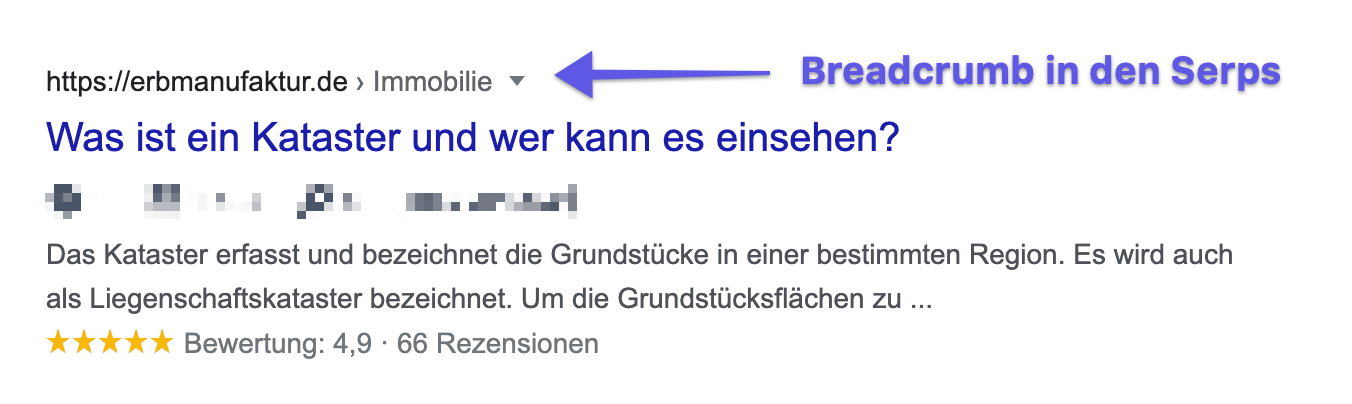 https://erbmanufaktur.de › Immobilie ▼ Breadcrumb in den Serps
Was ist ein Kataster und wer kann es einsehen?
Das Kataster erfasst und bezeichnet die Grundstücke in einer bestimmten Region. Es wird auch
als Liegenschaftskataster bezeichnet. Um die Grundstücksflächen zu ...
★★★★★ Bewertung: 4,9 · 66 Rezensionen